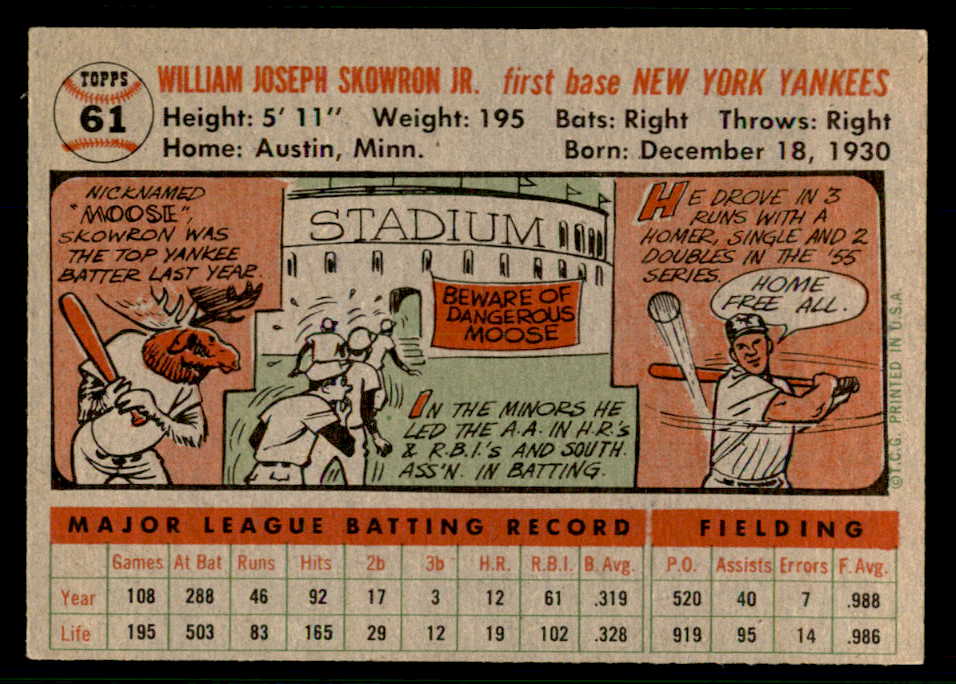 TOPPS
61
WILLIAM JOSEPH SKOWRON JR. first base NEW YORK YANKEES
Height: 5' 11" Weight: 195 Bats: Right Throws: Right
Home: Austin, Minn. Born: December 18, 1930
NICKNAMED
"MOOSE",
SKOWRON WAS
THE TOP YANKEE
BATTER LAST YEAR.
STADIUM
BEWARE OF
DANGEROUS
MOOSE
IN THE MINORS HE
LED THE A.A. IN H.R.'s
& R.B.I.'s AND SOUTH.
ASS'N. IN BATTING.
HE DROVE IN 3
RUNS WITH A
HOMER, SINGLE AND 2
DOUBLES IN THE '55
SERIES.
HOME
FREE ALL.
©T.C.G. PRINTED IN U.S.A.
MAJOR LEAGUE BATTING RECORD FIELDING
Games At Bat Runs Hits 2b 3b H.R. R.B.I. B. Avg. P.O. Assists Errors F. Avg.
Year 108 288 46 92 17 3 12 61 .319 520 40 7 .988
Life 195 503 83 165 29 12 19 102 .328 919 95 14 .986